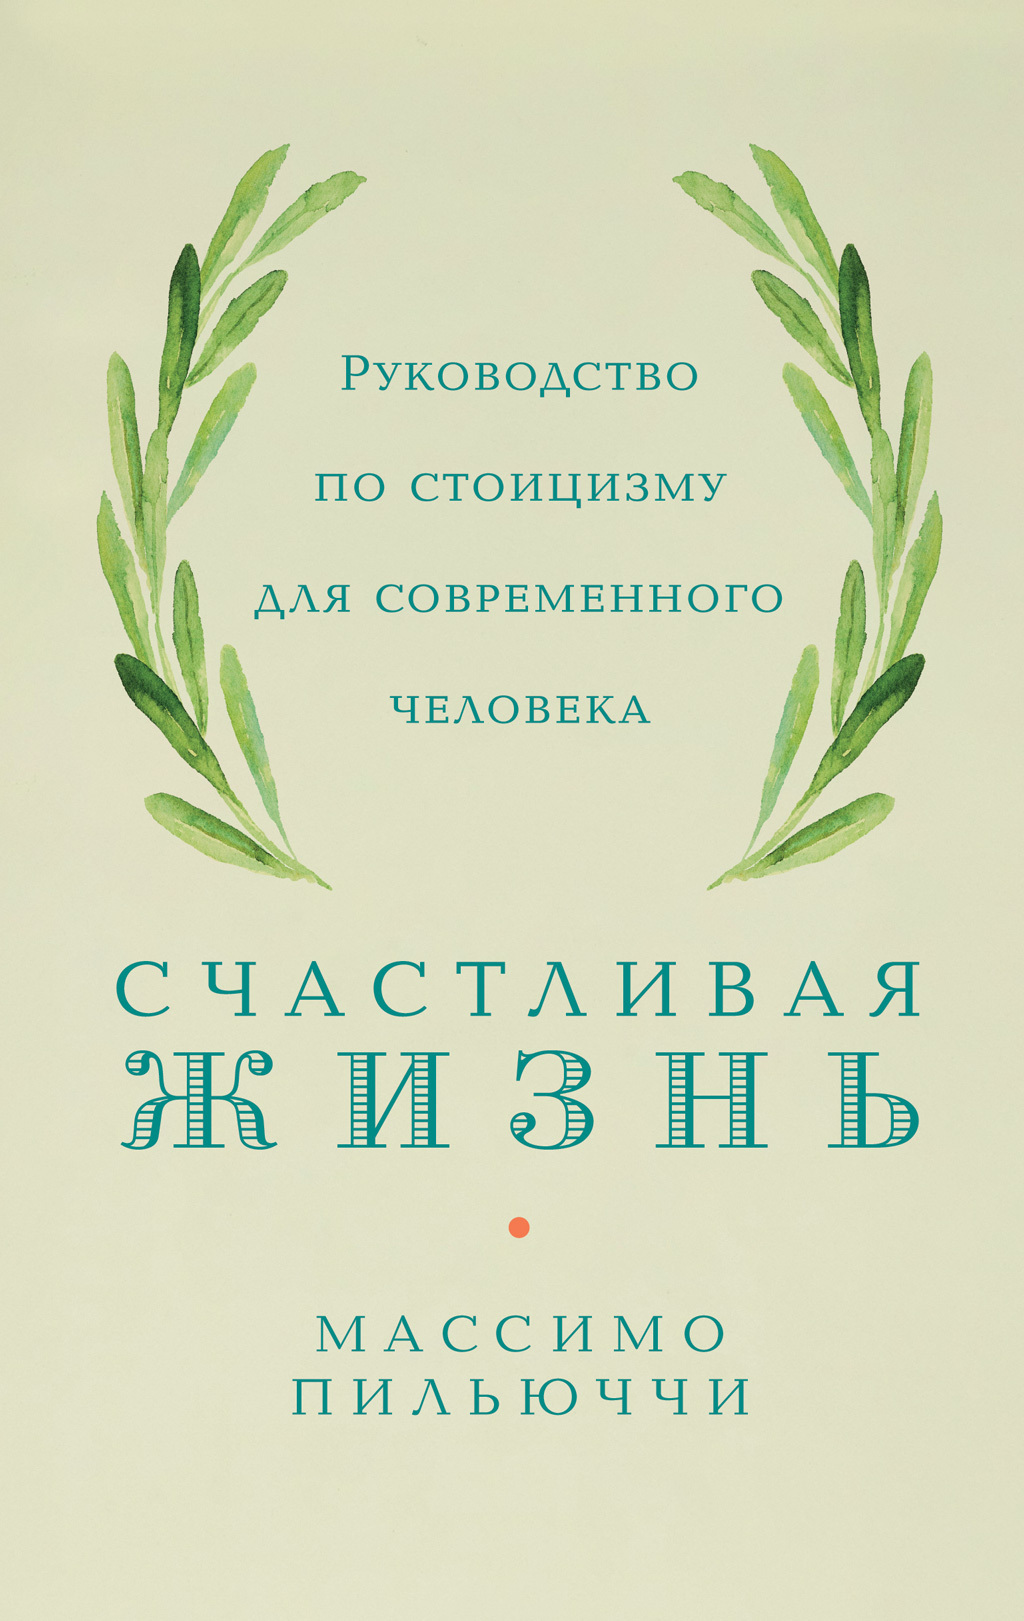 Руководство
по стоицизму
для современного
человека
СЧАСТЛИВАЯ
ЖИЗНЬ
МАССИМО
ПИЛЬЮЧЧИ